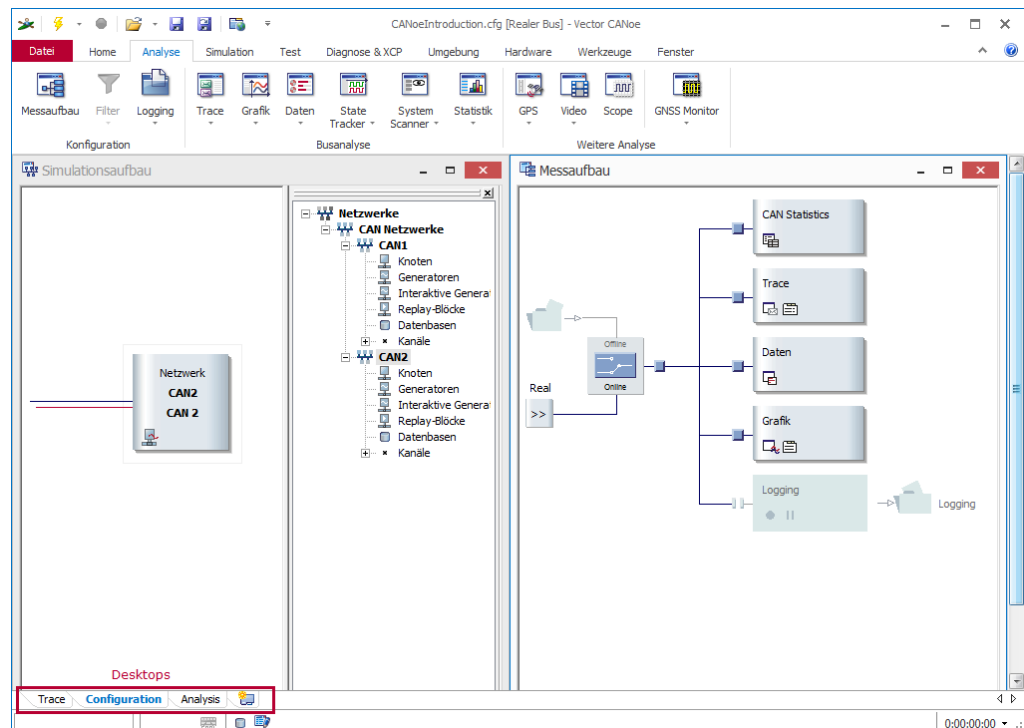 CANoeIntroduction.cfg [Realer Bus] - Vector CANoe
Datei Home Analyse Simulation Test Diagnose & XCP Umgebung Hardware Werkzeuge Fenster
Messaufbau Filter Logging Trace Grafik Daten State Tracker System Scanner Statistik GPS Video Scope GNSS Monitor
Konfiguration Busanalyse Weitere Analyse
Simulationsaufbau
Netzwerk
CAN2
CAN 2
Netzwerke
CAN Netzwerke
CAN1
Knoten
Generatoren
Interaktive Genera
Replay-Blöcke
Datenbasen
Kanäle
CAN2
Knoten
Generatoren
Interaktive Genera
Replay-Blöcke
Datenbasen
Kanäle
Messaufbau
Offline
Online
Real
>>
CAN Statistics
Trace
Daten
Grafik
Logging
Logging
Desktops
Trace Configuration Analysis
0:00:00:00